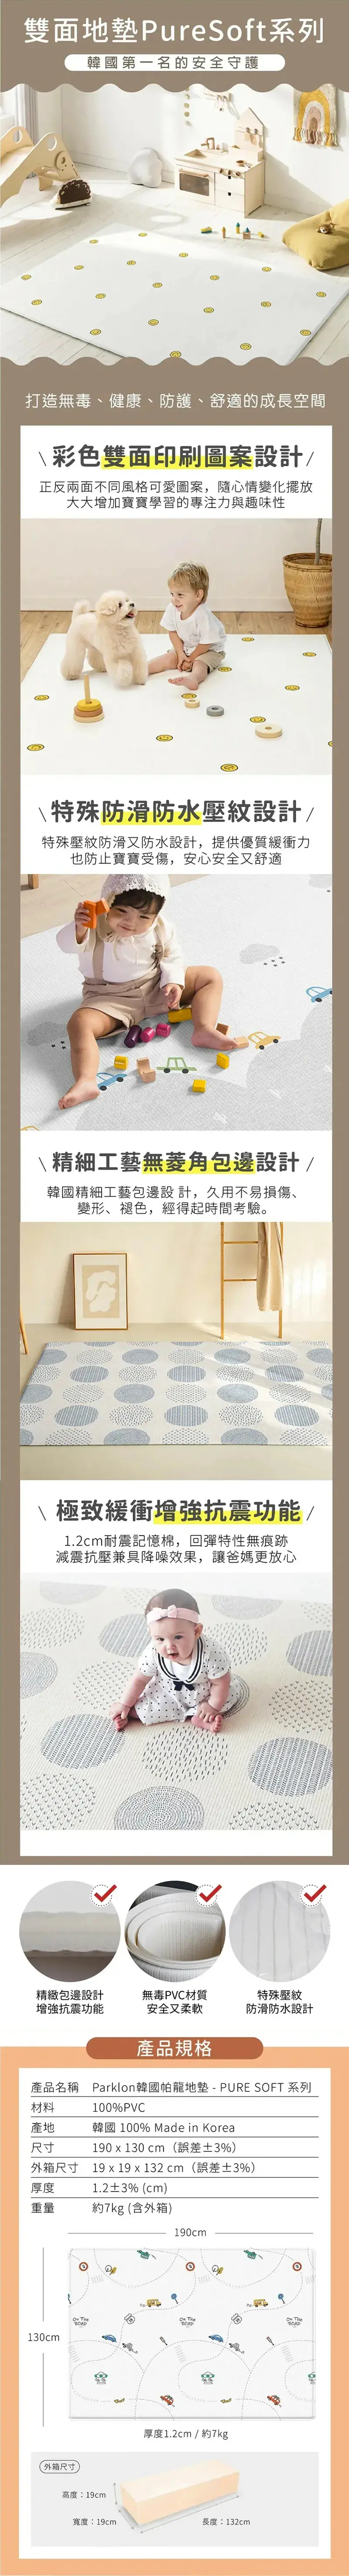 雙面地墊PureSoft系列
韓國第一名的安全守護
打造無毒、健康、防護、舒適的成長空間
\ 彩色雙面印刷圖案設計 /
正反兩面不同風格可愛圖案，隨心情變化擺放
大大增加寶寶學習的專注力與趣味性
\ 特殊防滑防水壓紋設計 /
特殊壓紋防滑又防水設計，提供優質緩衝力
也防止寶寶受傷，安心安全又舒適
\ 精細工藝無菱角包邊設計 /
韓國精細工藝包邊設 計，久用不易損傷、
變形、褪色，經得起時間考驗。
\ 極致緩衝增強抗震功能 /
1.2cm耐震記憶棉，回彈特性無痕跡
減震抗壓兼具降噪效果，讓爸媽更放心
精緻包邊設計
增強抗震功能
無毒PVC材質
安全又柔軟
特殊壓紋
防滑防水設計
產品規格
產品名稱 Parklon韓國帕龍地墊 - PURE SOFT 系列
材料 100%PVC
產地 韓國 100% Made in Korea
尺寸 190 x 130 cm（誤差±3%）
外箱尺寸 19 x 19 x 132 cm（誤差±3%）
厚度 1.2±3% (cm)
重量 約7kg (含外箱)
190cm
130cm
On The
ROAD
On The
ROAD
On The
ROAD
厚度1.2cm / 約7kg
外箱尺寸
高度：19cm
寬度：19cm
長度：132cm